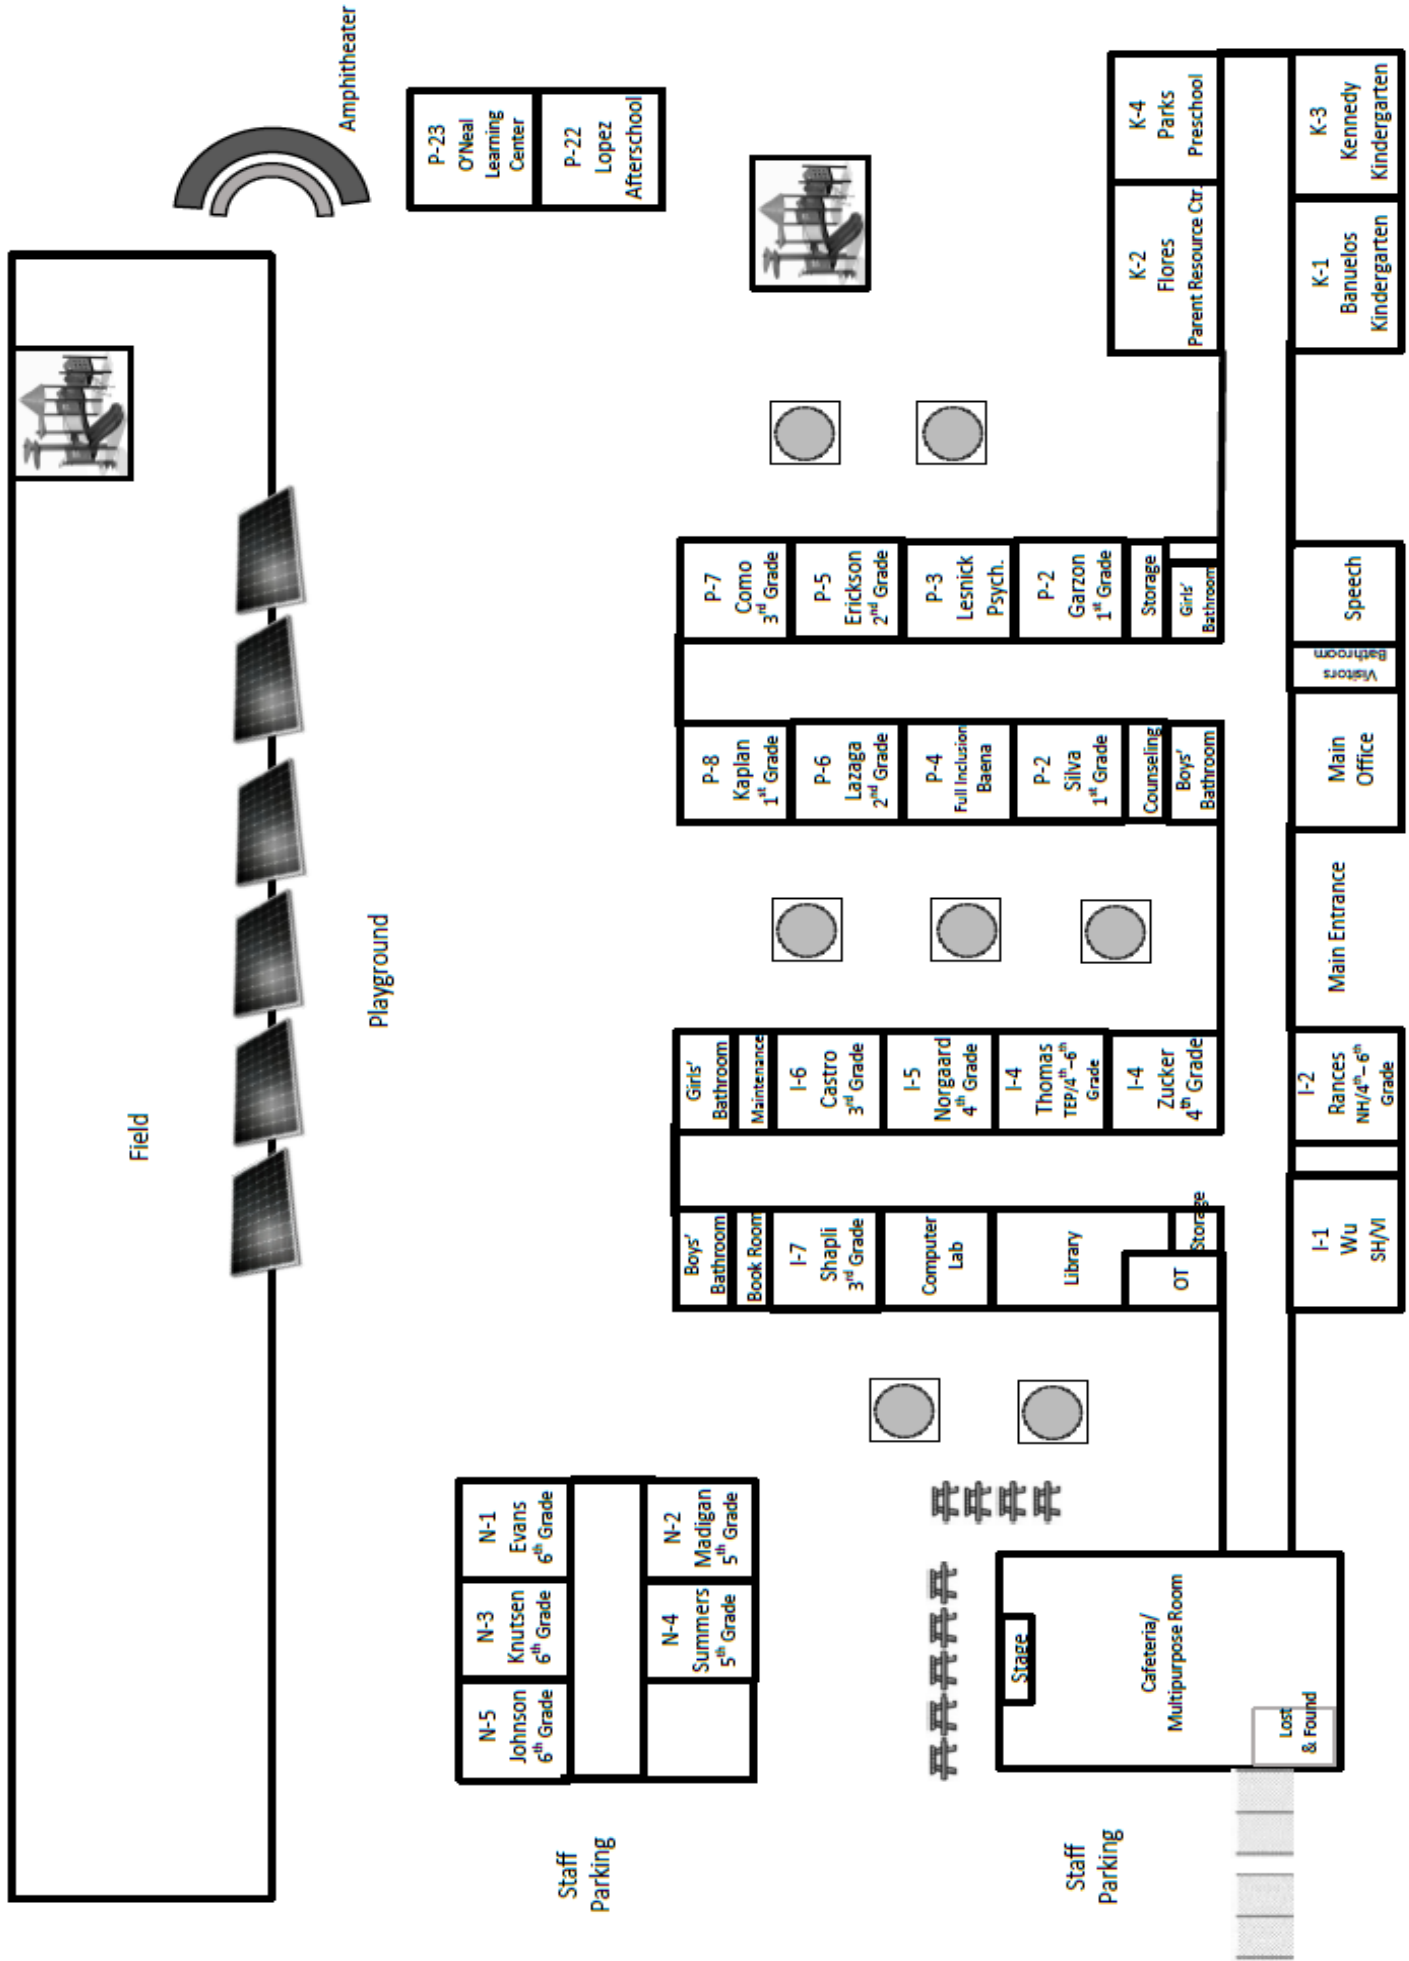 Amphitheater
P-23
O'Neal
Learning
Center
P-22
Lopez
Afterschool
K-4
Parks
Preschool
K-3
Kennedy
Kindergarten
K-2
Flores
Parent Resource Ctr.
K-1
Banuelos
Kindergarten
P-7
Como
3rd Grade
P-5
Erickson
2nd Grade
P-3
Lesnick
Psych.
P-2
Garzon
1st Grade
Storage
Girls'
Bathroom
Speech
Visitors
Bathroom
P-8
Kaplan
1st Grade
P-6
Lazaga
2nd Grade
P-4
Full Inclusion
Baena
P-2
Silva
1st Grade
Counseling
Boys'
Bathroom
Main
Office
Playground
Main Entrance
Field
Girls'
Bathroom
Maintenance
I-6
Castro
3rd Grade
I-5
Norgaard
4th Grade
I-4
Thomas
TEP/4th–6th
Grade
I-4
Zucker
4th Grade
I-2
Rances
NH/4th–6th
Grade
Boys'
Bathroom
Book Room
I-7
Shapli
3rd Grade
Computer
Lab
Library
Storage
OT
I-1
Wu
SH/VI
N-1
Evans
6th Grade
N-2
Madigan
5th Grade
N-3
Knutsen
6th Grade
N-4
Summers
5th Grade
N-5
Johnson
6th Grade
Stage
Cafeteria/
Multipurpose Room
Lost
& Found
Staff
Parking
Staff
Parking